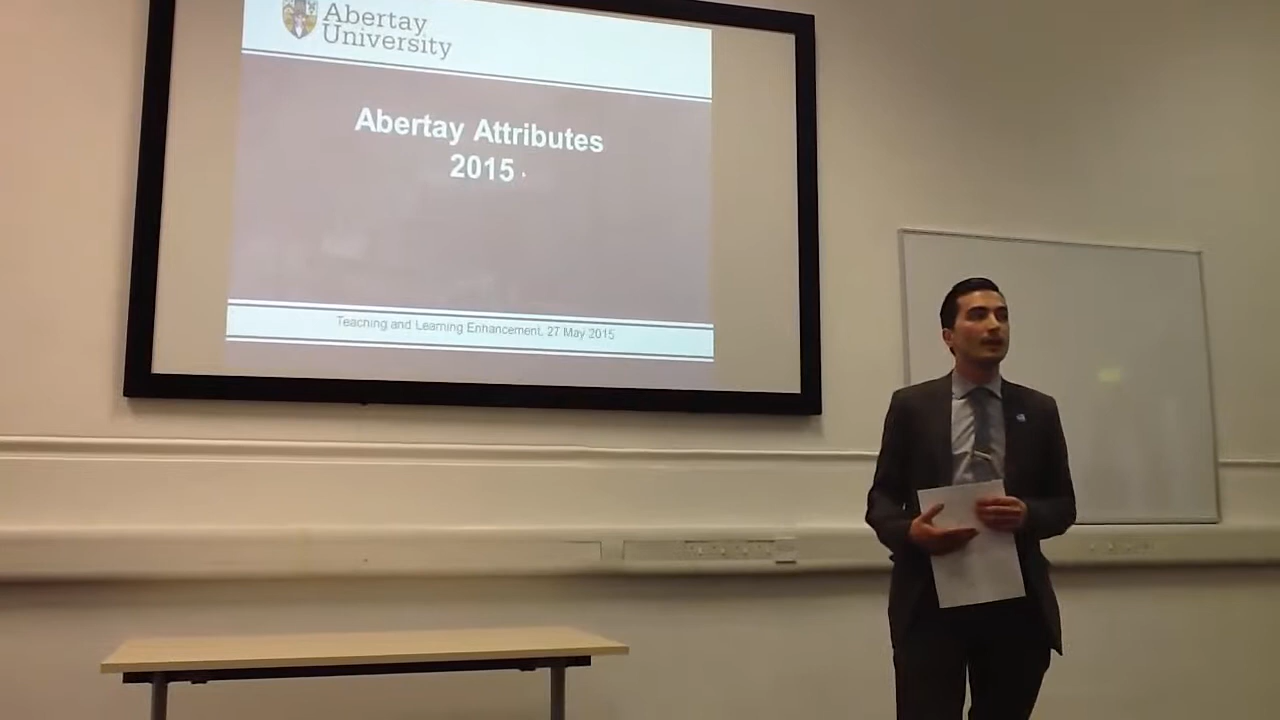 Abertay
University
Abertay Attributes
2015
Teaching and Learning Enhancement, 27 May 2015